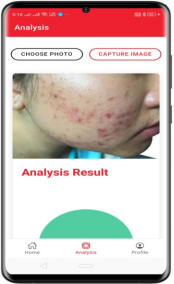 Analysis
CHOOSE PHOTO
CAPTURE IMAGE
Analysis Result
Home
Analysis
Profile